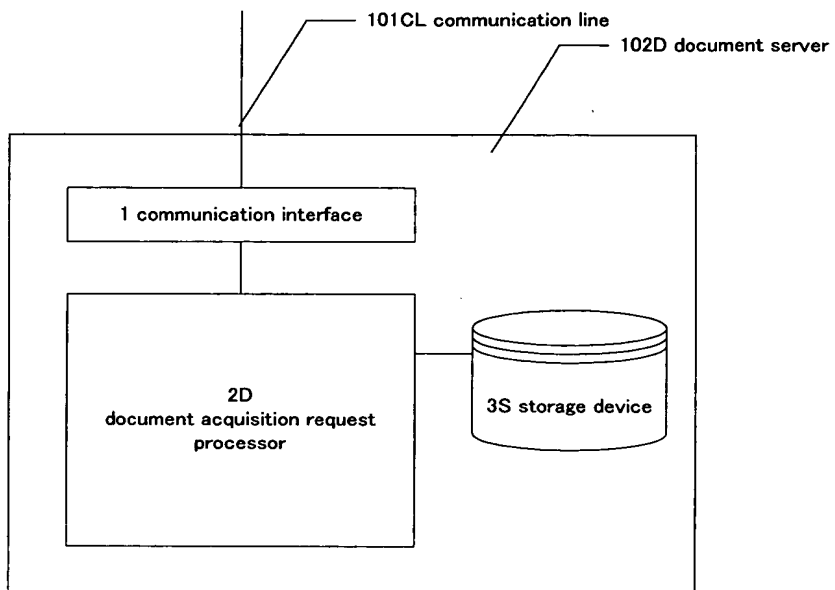 101CL communication line
102D document server
1 communication interface
2D
document acquisition request
processor
3S storage device